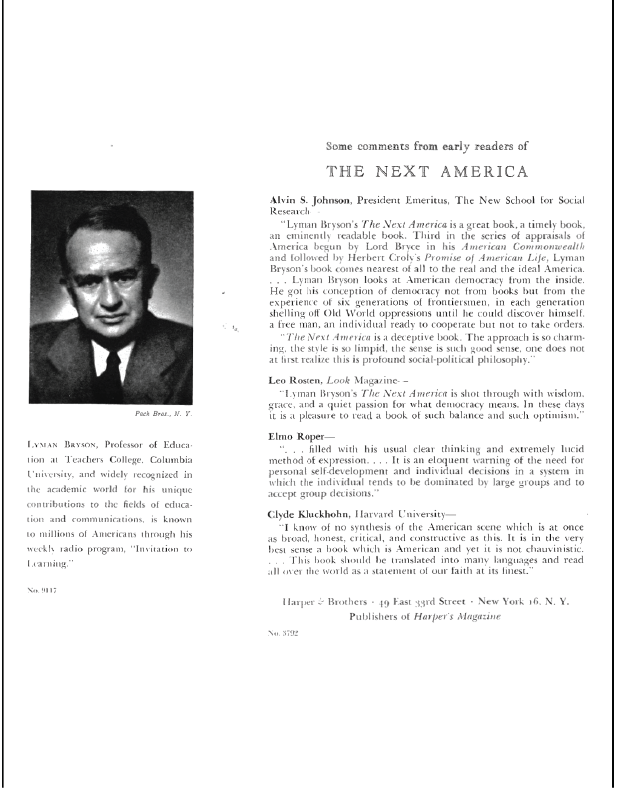 Pach Bros., N. Y.
LYMAN BRYSON, Professor of Educa-
tion at Teachers College, Columbia
University, and widely recognized in
the academic world for his unique
contributions to the fields of educa-
tion and communications, is known
to millions of Americans through his
weekly radio program, "Invitation to
Learning."
No. 9117
Some comments from early readers of
THE NEXT AMERICA
Alvin S. Johnson, President Emeritus, The New School for Social
Research—
"Lyman Bryson's The Next America is a great book, a timely book,
an eminently readable book. Third in the series of appraisals of
America begun by Lord Bryce in his American Commonwealth
and followed by Herbert Croly's Promise of American Life, Lyman
Bryson's book comes nearest of all to the real and the ideal America.
. . . Lyman Bryson looks at American democracy from the inside.
He got his conception of democracy not from books but from the
experience of six generations of frontiersmen, in each generation
shelling off Old World oppressions until he could discover himself,
a free man, an individual ready to cooperate but not to take orders.
"The Next America is a deceptive book. The approach is so charm-
ing, the style is so limpid, the sense is such good sense, one does not
at first realize this is profound social-political philosophy."
Leo Rosten, Look Magazine—
"Lyman Bryson's The Next America is shot through with wisdom,
grace, and a quiet passion for what democracy means. In these days
it is a pleasure to read a book of such balance and such optimism."
Elmo Roper—
". . . filled with his usual clear thinking and extremely lucid
method of expression. . . . It is an eloquent warning of the need for
personal self-development and individual decisions in a system in
which the individual tends to be dominated by large groups and to
accept group decisions."
Clyde Kluckhohn, Harvard University—
"I know of no synthesis of the American scene which is at once
as broad, honest, critical, and constructive as this. It is in the very
best sense a book which is American and yet it is not chauvinistic.
. . . This book should be translated into many languages and read
all over the world as a statement of our faith at its finest."
Harper & Brothers · 49 East 33rd Street · New York 16, N. Y.
Publishers of Harper's Magazine
No. 3792